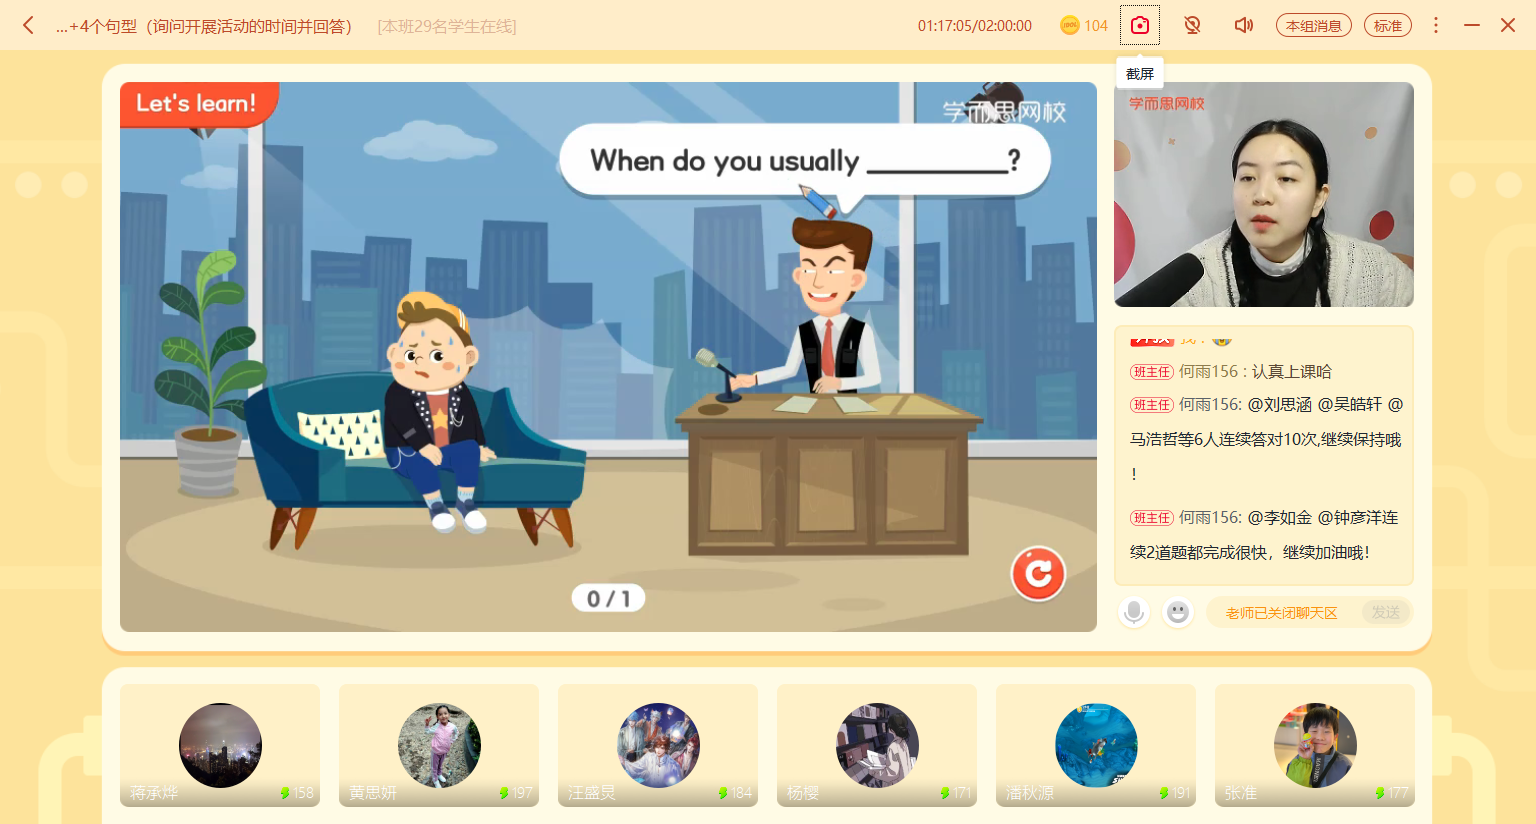 ...+4个句型（询问开展活动的时间并回答）
[本班29名学生在线]
01:17:05/02:00:00
104
本组消息
标准
截屏
Let's learn!
学而思网校
When do you usually __________?
0 / 1
学而思网校
班主任 何雨156 : 认真上课哈
班主任 何雨156: @刘思涵 @吴皓轩 @
马浩哲等6人连续答对10次,继续保持哦
！
班主任 何雨156: @李如金 @钟彦洋连
续2道题都完成很快，继续加油哦!
老师已关闭聊天区
发送
蒋承烨
158
黄思妍
197
汪盛炅
184
杨樱
171
潘秋源
191
张准
177